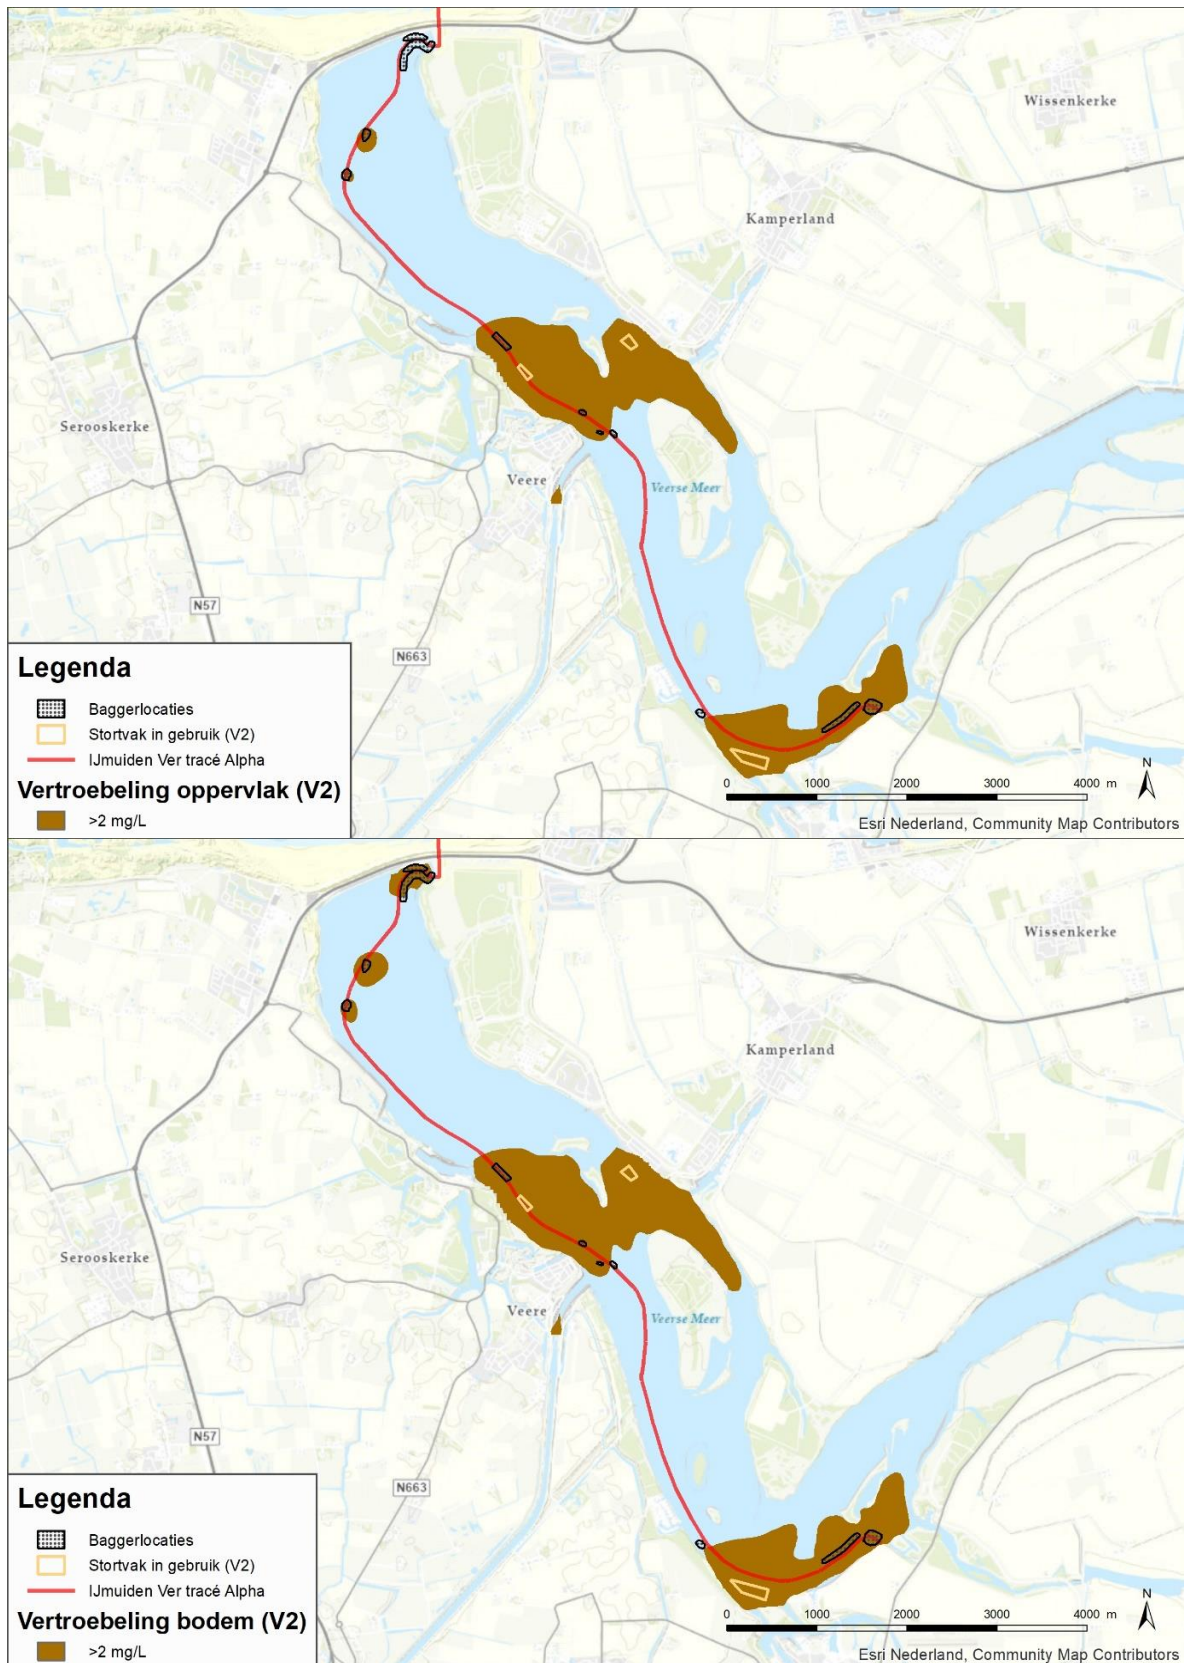 Wissenkerke
Kamperland
Serooskerke
Veere
Veerse Meer
N57
N663
Legenda
Baggerlocaties
Stortvak in gebruik (V2)
IJmuiden Ver tracé Alpha
Vertroebeling oppervlak (V2)
>2 mg/L
N
0 1000 2000 3000 4000 m
Esri Nederland, Community Map Contributors
Wissenkerke
Kamperland
Serooskerke
Veere
Veerse Meer
N57
N663
Legenda
Baggerlocaties
Stortvak in gebruik (V2)
IJmuiden Ver tracé Alpha
Vertroebeling bodem (V2)
>2 mg/L
N
0 1000 2000 3000 4000 m
Esri Nederland, Community Map Contributors